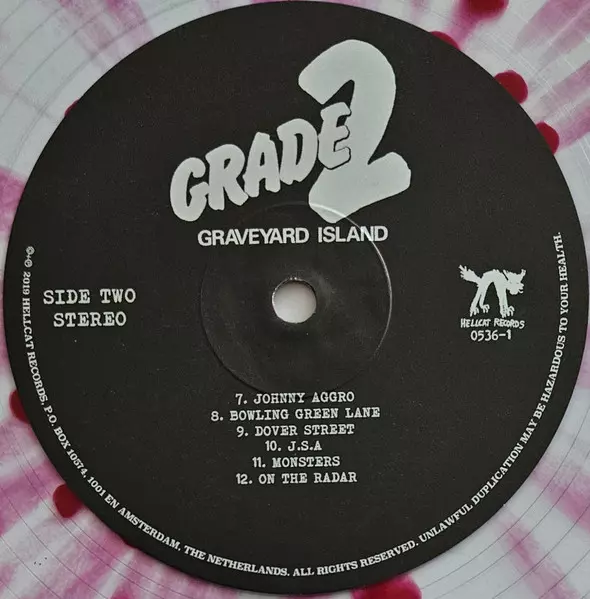 GRADE 2
GRAVEYARD ISLAND
SIDE TWO
STEREO
HELLCAT RECORDS
0536-1
7. JOHNNY AGGRO
8. BOWLING GREEN LANE
9. DOVER STREET
10. J.S.A
11. MONSTERS
12. ON THE RADAR
©+℗ 2019 HELLCAT RECORDS, P.O. BOX 10574, 1001 EN AMSTERDAM, THE NETHERLANDS. ALL RIGHTS RESERVED. UNLAWFUL DUPLICATION MAY BE HAZARDOUS TO YOUR HEALTH.